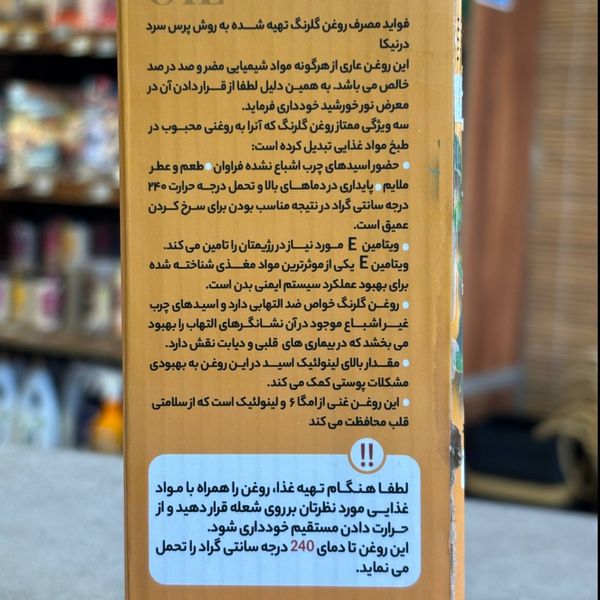 OIL
فواید مصرف روغن گلرنگ تهیه شده به روش پرس سرد
درنیکا
این روغن عاری از هرگونه مواد شیمیایی مضر و صد در صد
خالص می باشد. به همین دلیل لطفا از قرار دادن آن در
معرض نور خورشید خودداری فرماید.
سه ویژگی ممتاز روغن گلرنگ که آنرا به روغنی محبوب در
طبخ مواد غذایی تبدیل کرده است:
• حضور اسیدهای چرب اشباع نشده فراوان • طعم و عطر
ملایم • پایداری در دماهای بالا و تحمل درجه حرارت ۲۴۰
درجه سانتی گراد در نتیجه مناسب بودن برای سرخ کردن
عمیق است.
• ویتامین E مورد نیاز در رژیمتان را تامین می کند.
ویتامین E یکی از موثرترین مواد مغذی شناخته شده
برای بهبود عملکرد سیستم ایمنی بدن است.
• روغن گلرنگ خواص ضد التهابی دارد و اسیدهای چرب
غیر اشباع موجود در آن نشانگرهای التهاب را بهبود
می بخشد که در بیماری های قلبی و دیابت نقش دارد.
• مقدار بالای لینولئیک اسید در این روغن به بهبودی
مشکلات پوستی کمک می کند.
• این روغن غنی از امگا ۶ و لینولئیک است که از سلامتی
قلب محافظت می کند
!!
لطفا هنگام تهیه غذا، روغن را همراه با مواد
غذایی مورد نظرتان بر روی شعله قرار دهید و از
حرارت دادن مستقیم خودداری شود.
این روغن تا دمای 240 درجه سانتی گراد را تحمل
می نماید.